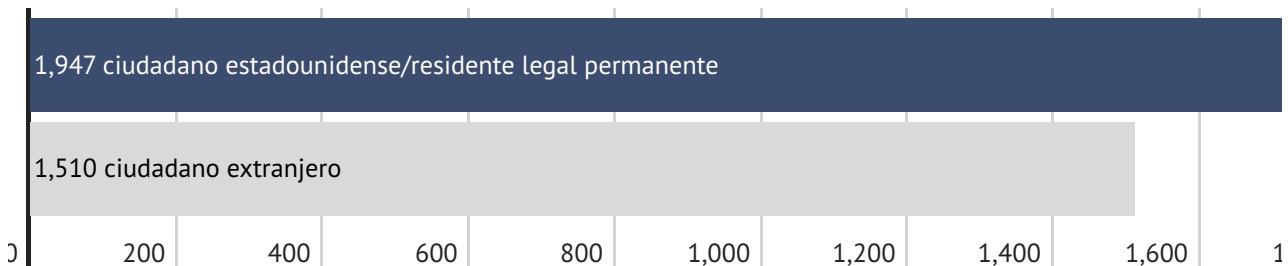 1,947 ciudadano estadounidense/residente legal permanente
1,510 ciudadano extranjero
0 200 400 600 800 1,000 1,200 1,400 1,600